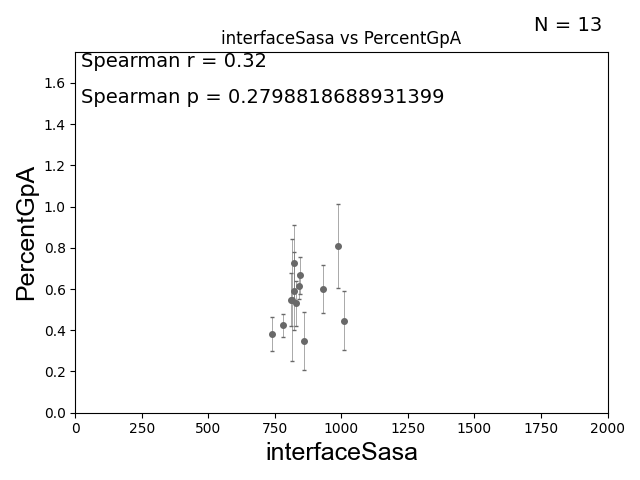 N = 13
interfaceSasa vs PercentGpA
Spearman r = 0.32
Spearman p = 0.2798818688931399
PercentGpA
1.6
1.4
1.2
1.0
0.8
0.6
0.4
0.2
0.0
0 250 500 750 1000 1250 1500 1750 2000
interfaceSasa